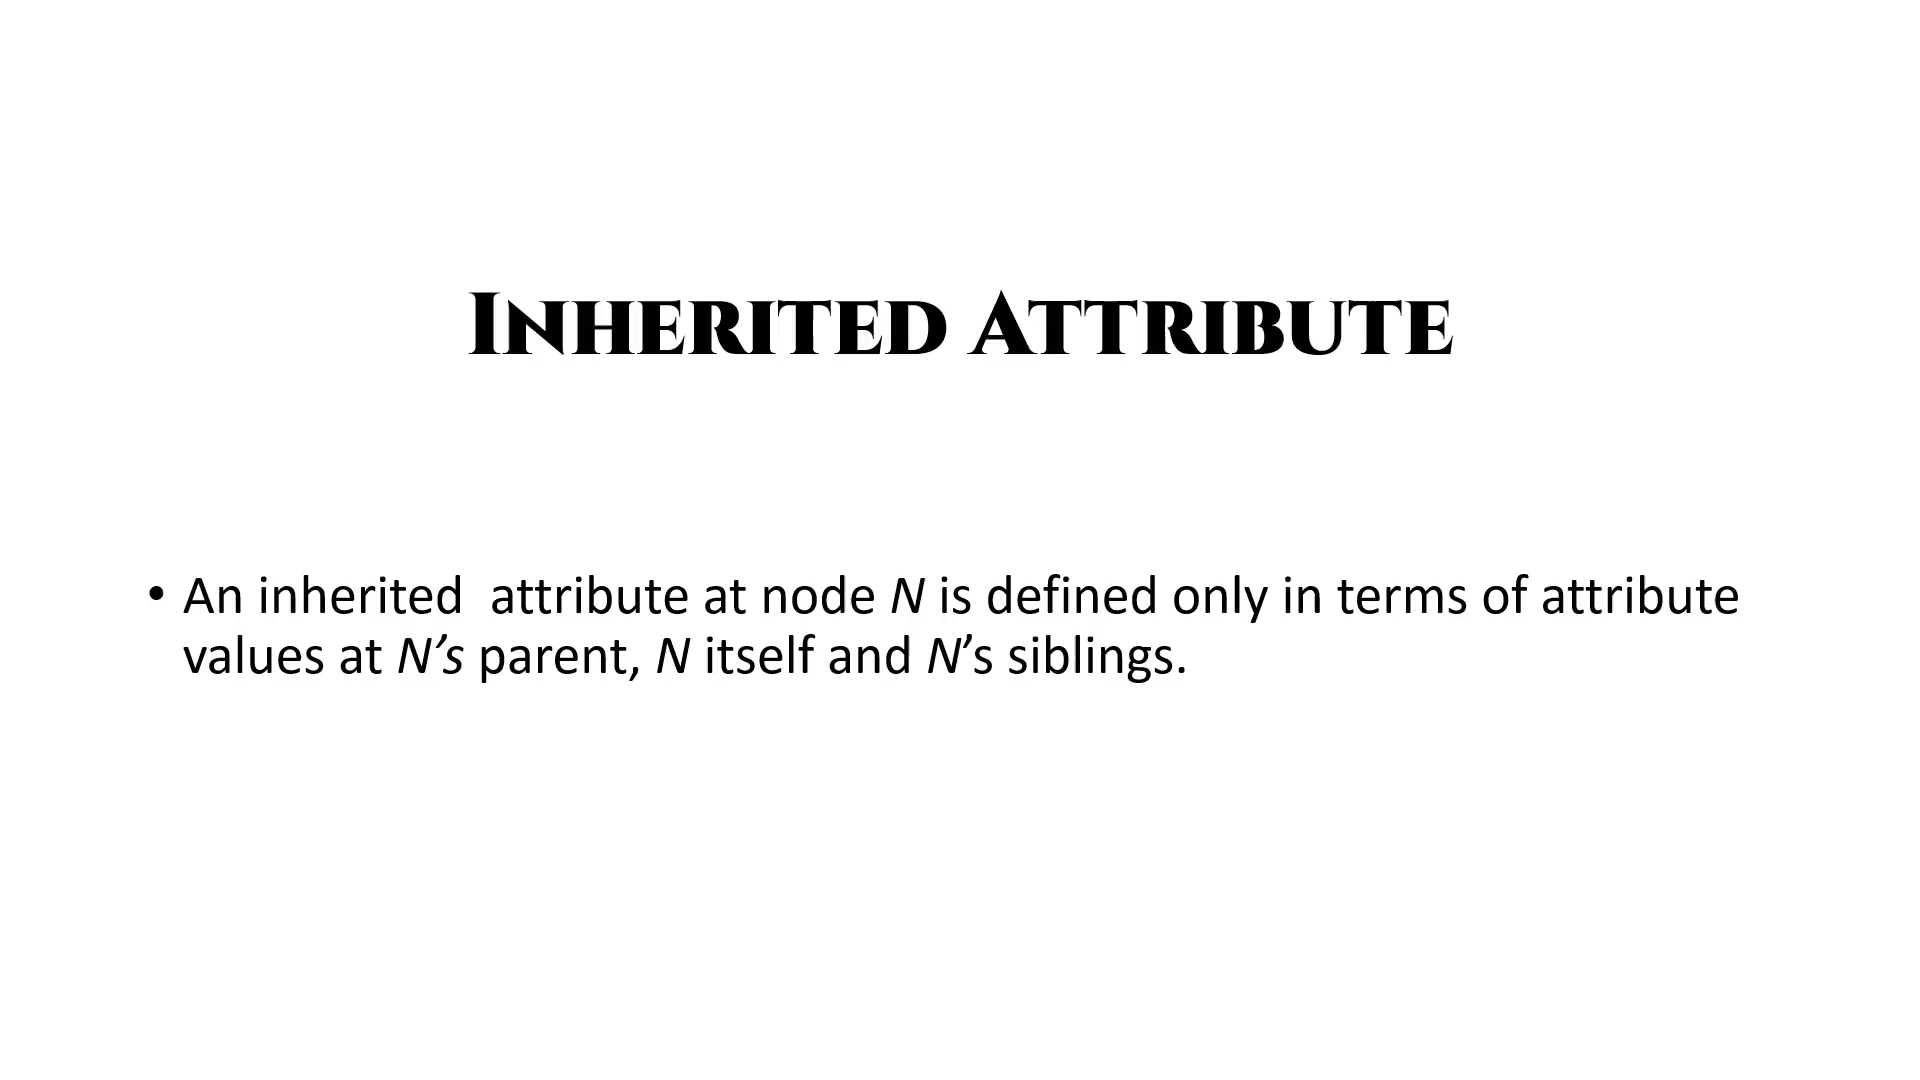 INHERITED ATTRIBUTE
• An inherited  attribute at node N is defined only in terms of attribute
values at N’s parent, N itself and N’s siblings.